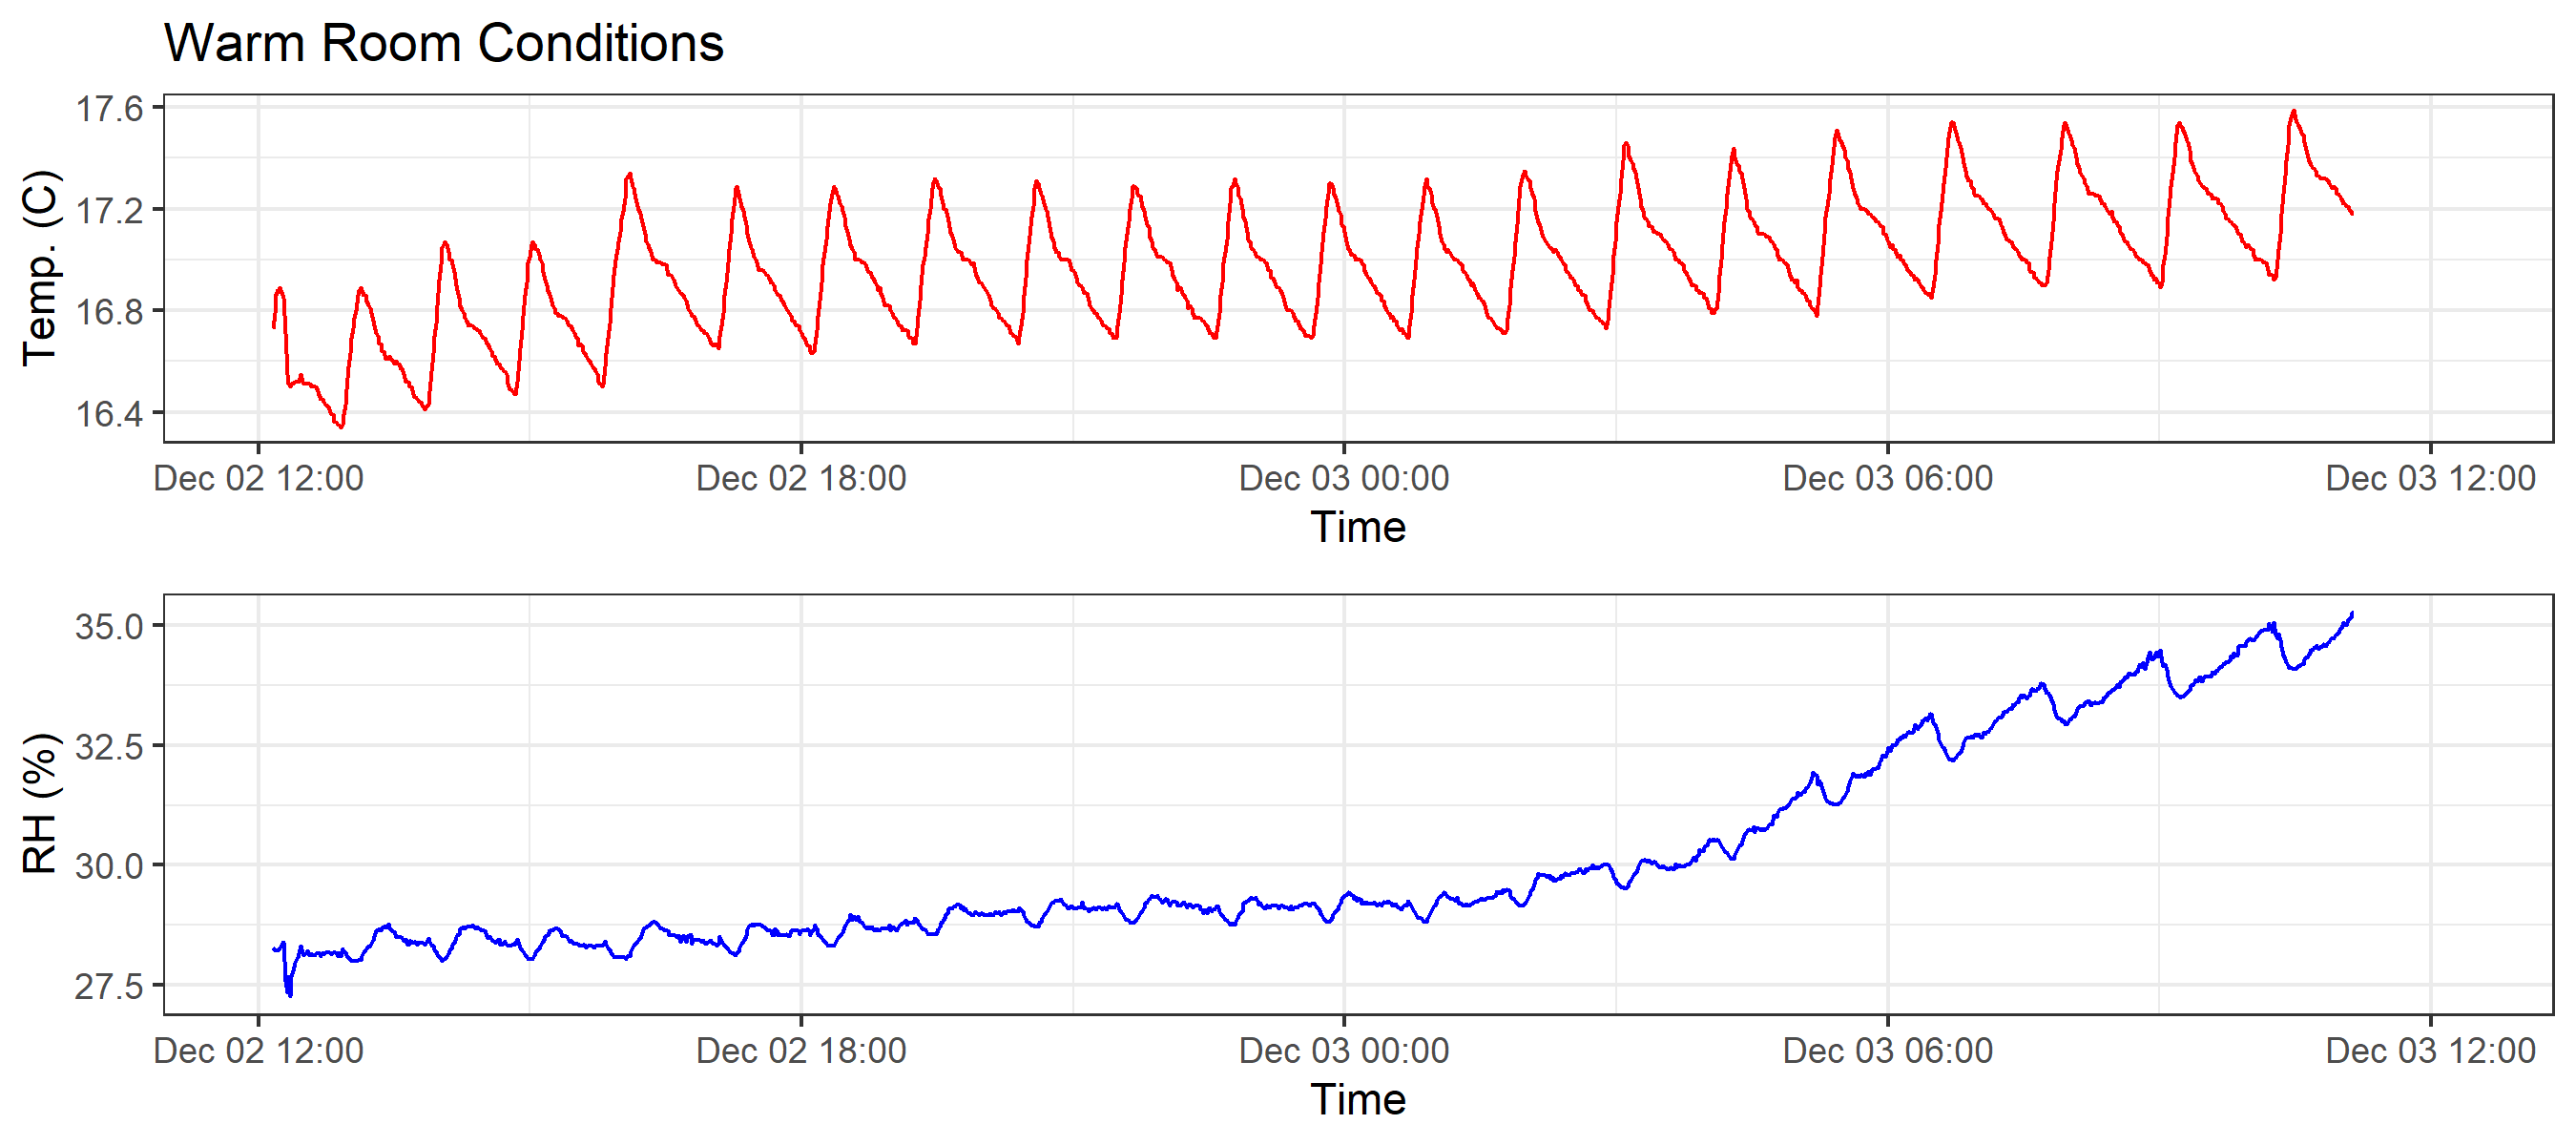 Warm Room Conditions
Temp. (C)
17.6
17.2
16.8
16.4
Dec 02 12:00 Dec 02 18:00 Dec 03 00:00 Dec 03 06:00 Dec 03 12:00
Time
RH (%)
35.0
32.5
30.0
27.5
Dec 02 12:00 Dec 02 18:00 Dec 03 00:00 Dec 03 06:00 Dec 03 12:00
Time